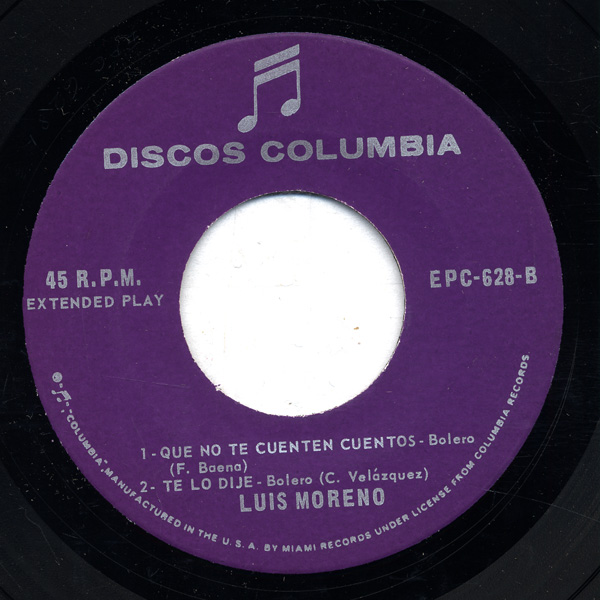 DISCOS COLUMBIA
45 R.P.M.
EXTENDED PLAY
EPC-628-B
1-QUE NO TE CUENTEN CUENTOS-Bolero
(F. Baena)
2- TE LO DIJE-Bolero (C. Velázquez)
LUIS MORENO
"COLUMBIA", MANUFACTURED IN THE U.S.A. BY MIAMI RECORDS UNDER LICENSE FROM COLUMBIA RECORDS